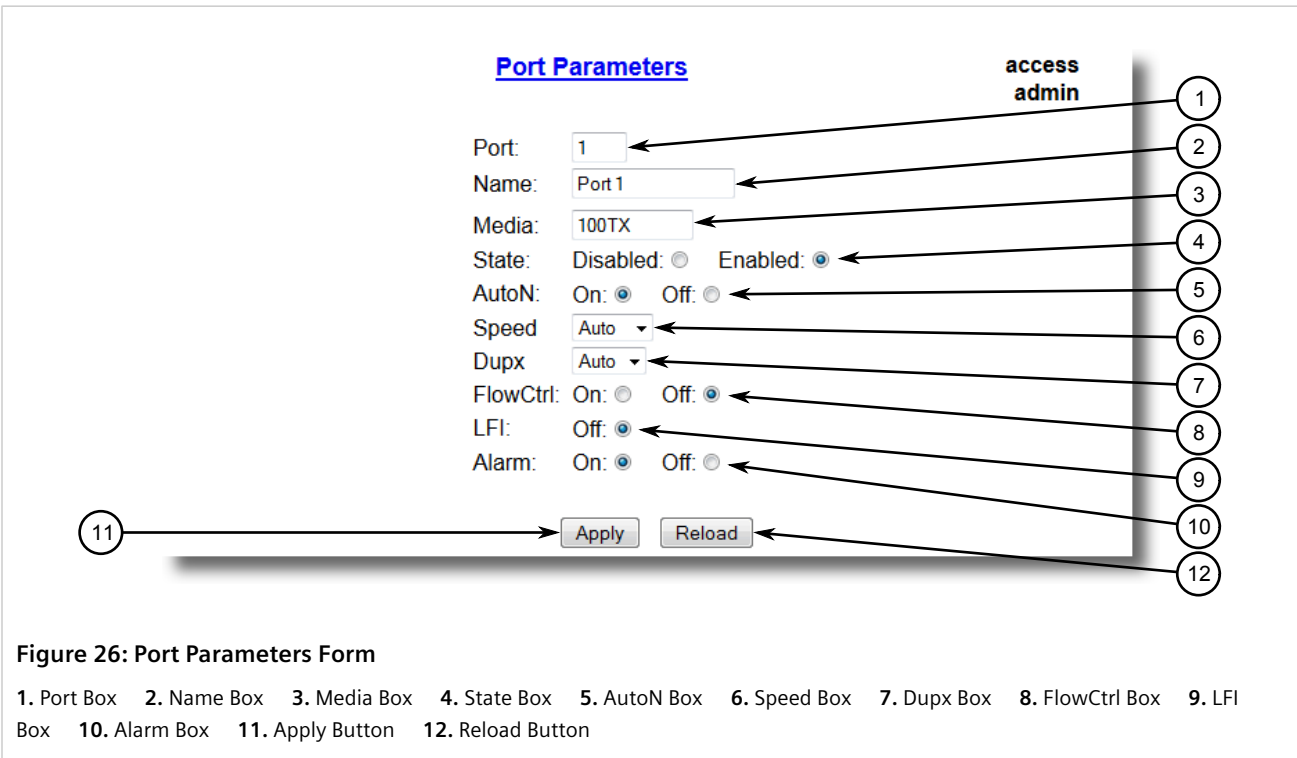 Port Parameters
access
admin
1
Port: 1
2
Name: Port 1
3
Media: 100TX
4
State: Disabled: Enabled:
5
AutoN: On: Off:
6
Speed Auto
7
Dupx Auto
8
FlowCtrl: On: Off:
9
LFI: Off:
10
Alarm: On: Off:
11
Apply Reload
12
Figure 26: Port Parameters Form
1. Port Box 2. Name Box 3. Media Box 4. State Box 5. AutoN Box 6. Speed Box 7. Dupx Box 8. FlowCtrl Box 9. LFI
Box 10. Alarm Box 11. Apply Button 12. Reload Button